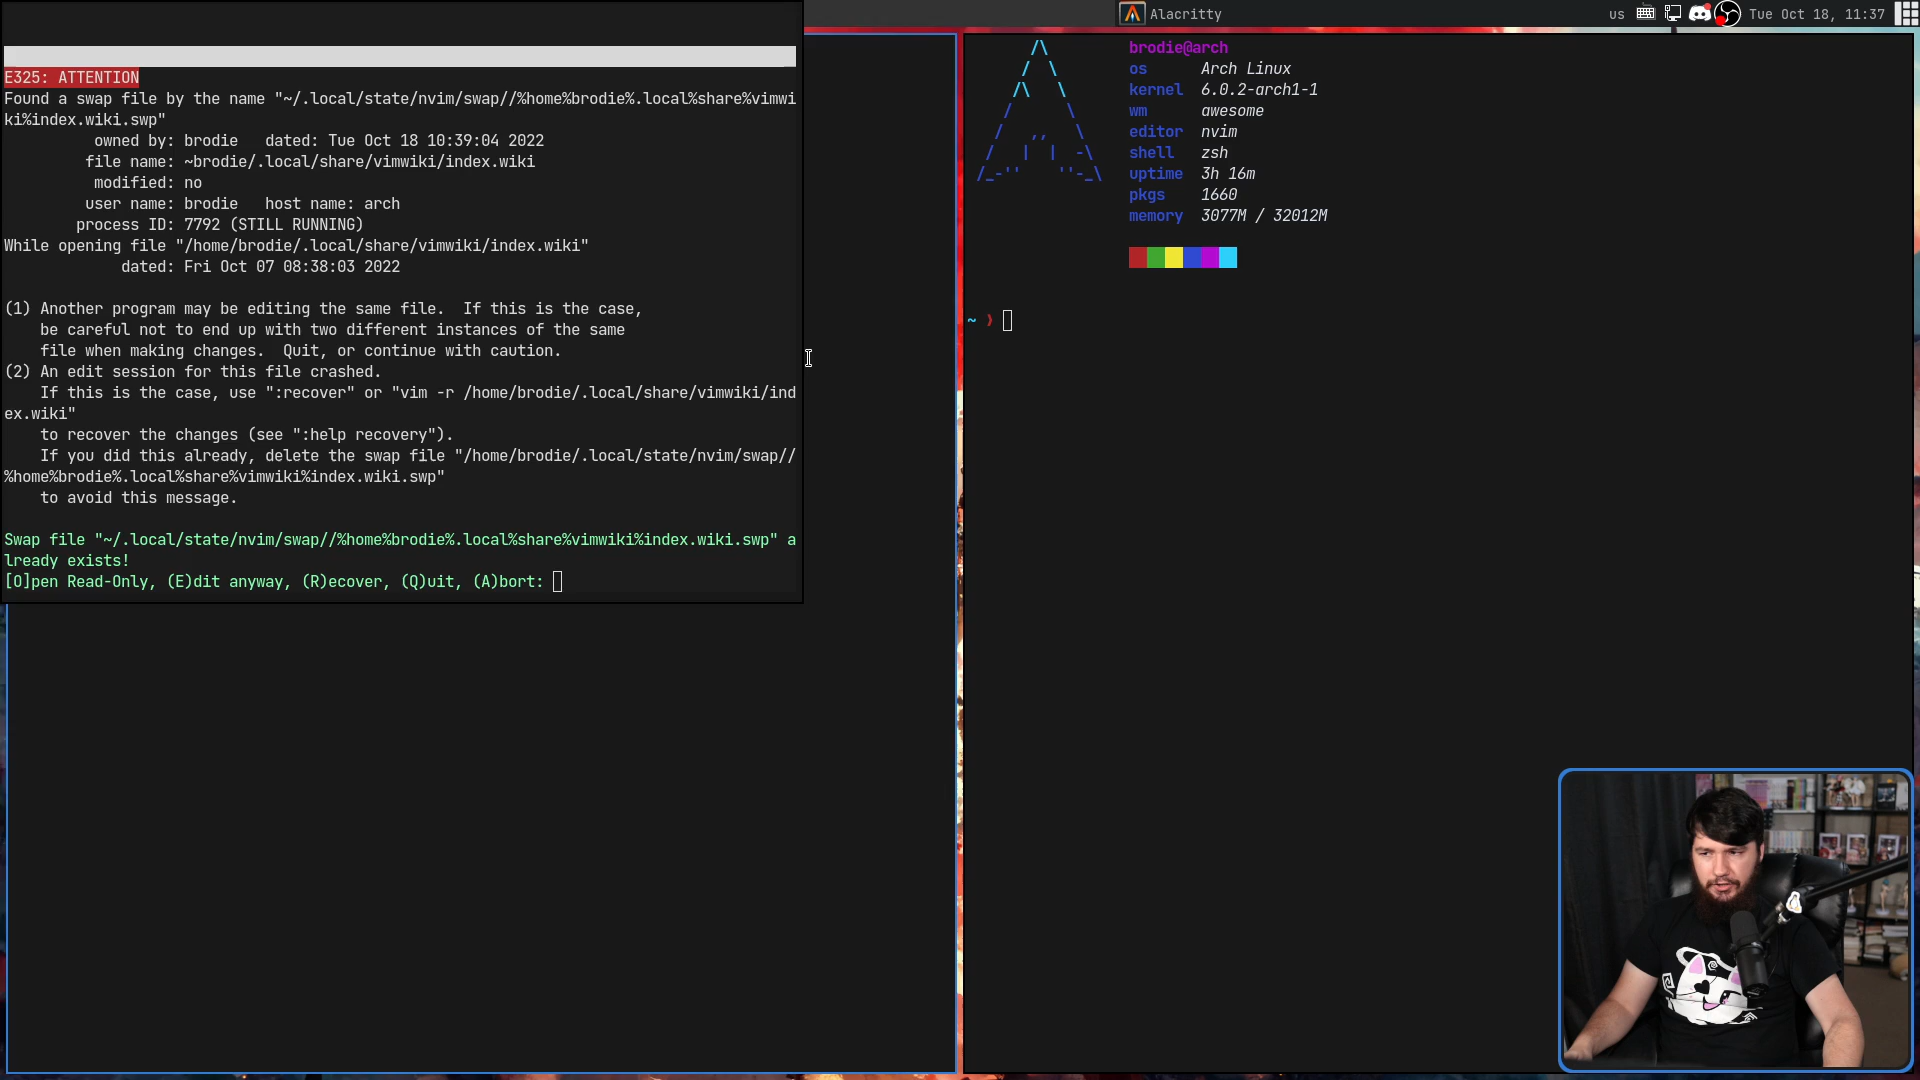 Alacritty
us
Tue Oct 18, 11:37
E325: ATTENTION
Found a swap file by the name "~/.local/state/nvim/swap//%home%brodie%.local%share%vimwi
ki%index.wiki.swp"
owned by: brodie   dated: Tue Oct 18 10:39:04 2022
file name: ~brodie/.local/share/vimwiki/index.wiki
modified: no
user name: brodie   host name: arch
process ID: 7792 (STILL RUNNING)
While opening file "/home/brodie/.local/share/vimwiki/index.wiki"
dated: Fri Oct 07 08:38:03 2022
(1) Another program may be editing the same file.  If this is the case,
be careful not to end up with two different instances of the same
file when making changes.  Quit, or continue with caution.
(2) An edit session for this file crashed.
If this is the case, use ":recover" or "vim -r /home/brodie/.local/share/vimwiki/ind
ex.wiki"
to recover the changes (see ":help recovery").
If you did this already, delete the swap file "/home/brodie/.local/state/nvim/swap//
%home%brodie%.local%share%vimwiki%index.wiki.swp"
to avoid this message.
Swap file "~/.local/state/nvim/swap//%home%brodie%.local%share%vimwiki%index.wiki.swp" a
lready exists!
[O]pen Read-Only, (E)dit anyway, (R)ecover, (Q)uit, (A)bort:
brodie@arch
os Arch Linux
kernel 6.0.2-arch1-1
wm awesome
editor nvim
shell zsh
uptime 3h 16m
pkgs 1660
memory 3077M / 32012M
~ ❯